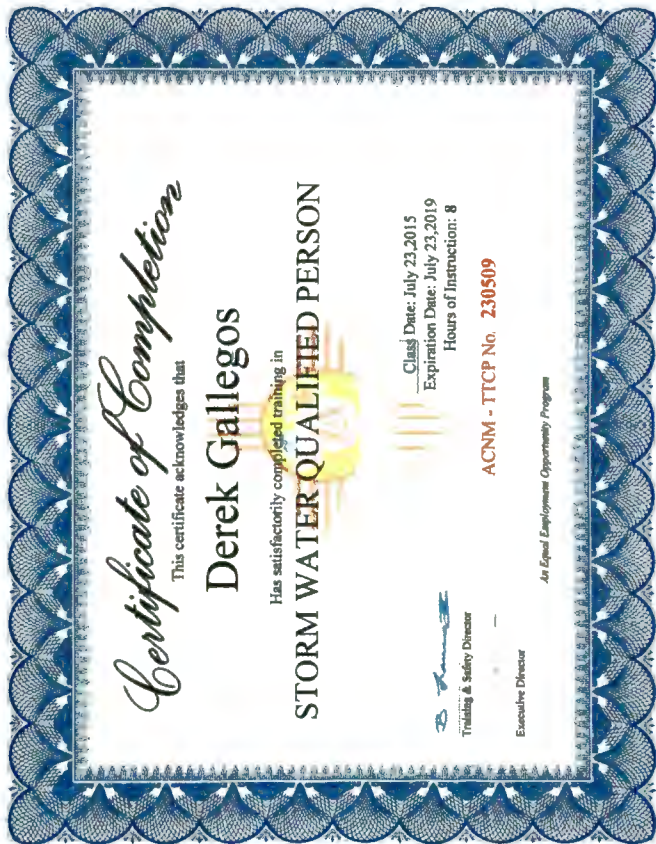 Certificate of Completion
This certificate acknowledges that
Derek Gallegos
Has satisfactorily completed training in
STORM WATER QUALIFIED PERSON
Class Date: July 23,2015
Expiration Date: July 23,2019
Hours of Instruction: 8
Training & Safety Director
ACNM - TTCP No. 230509
Executive Director
An Equal Employment Opportunity Program